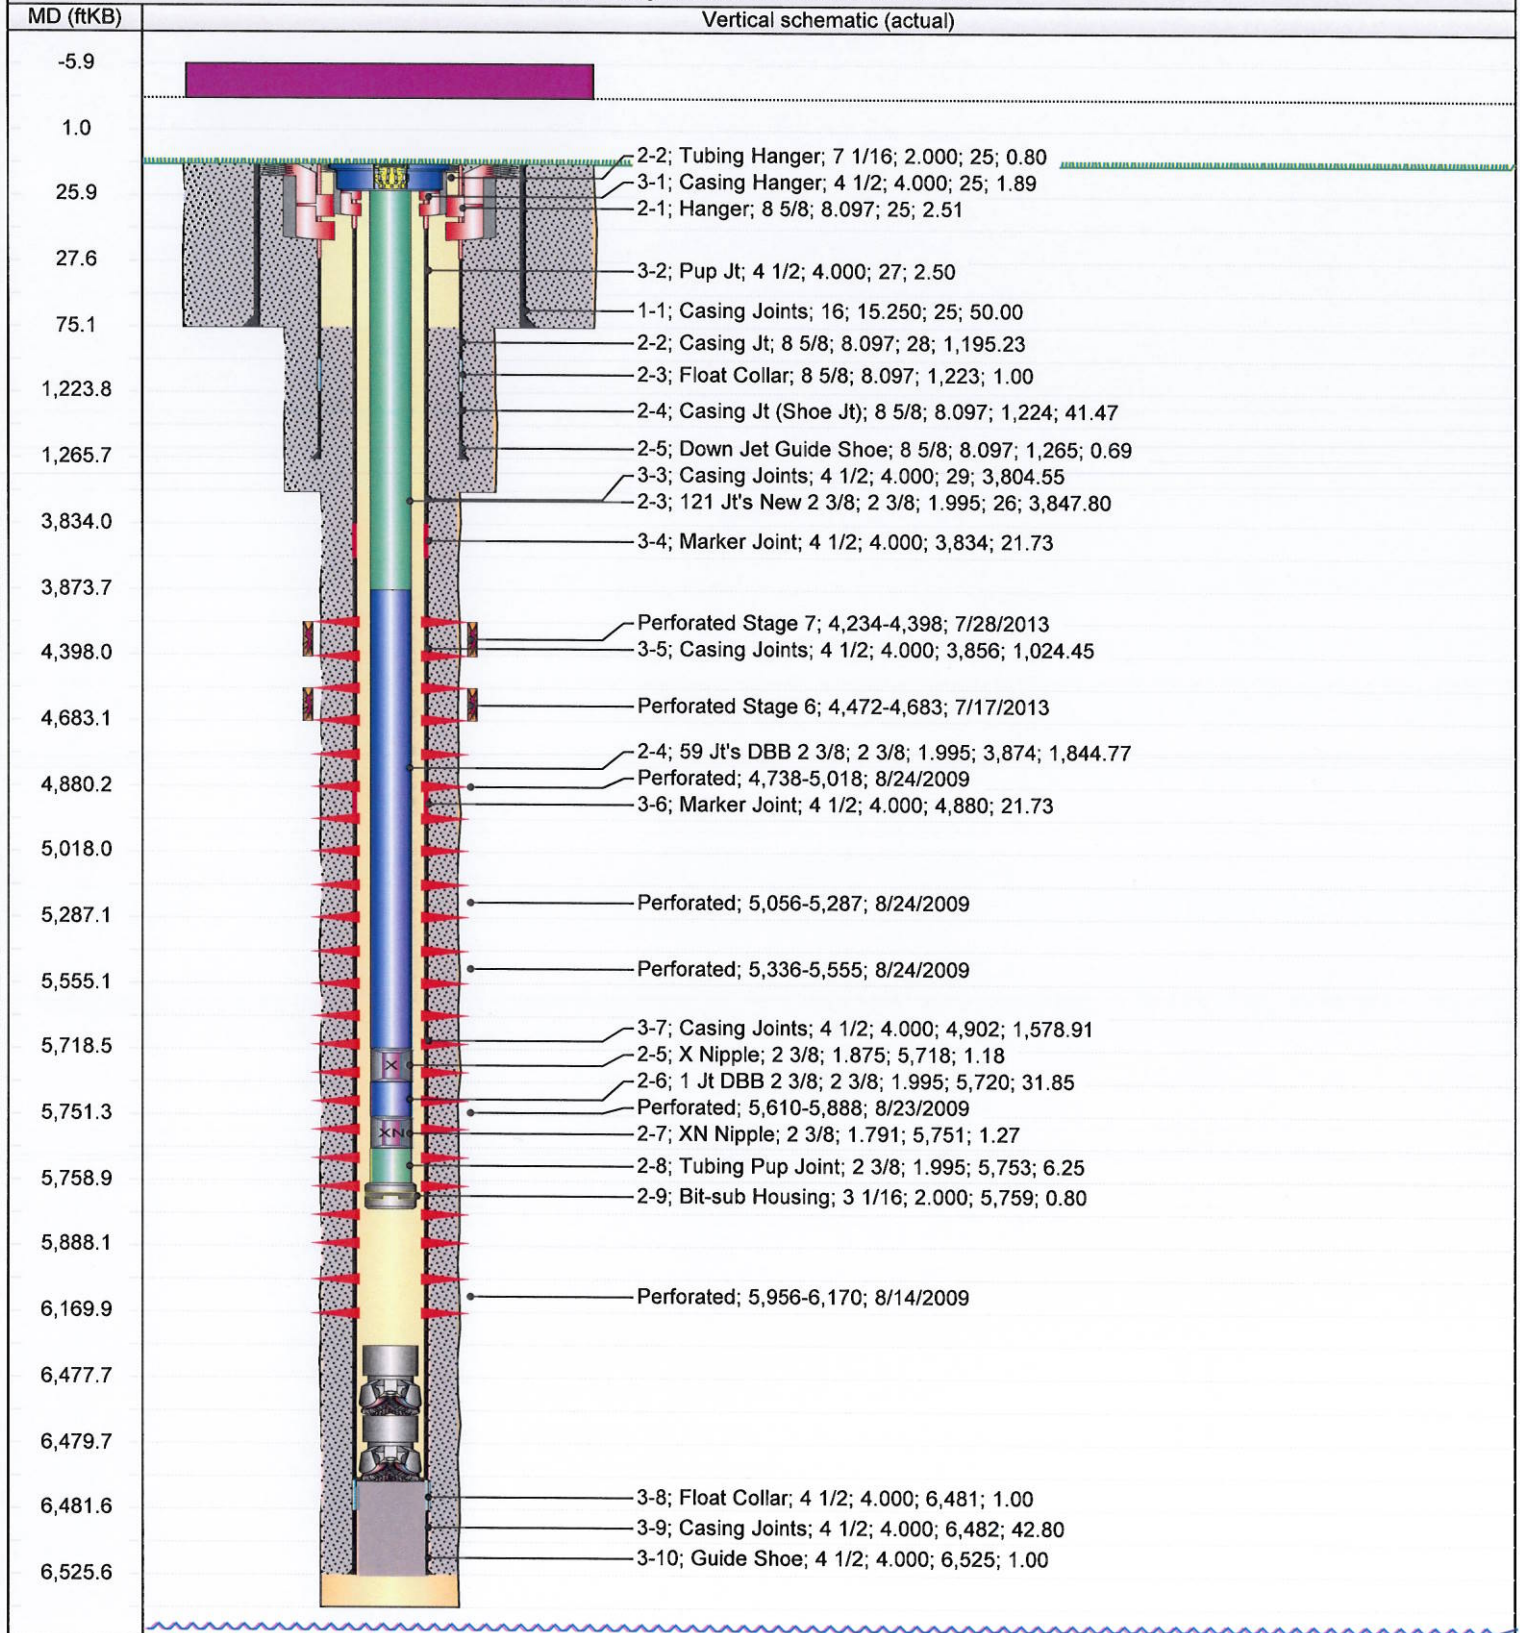 MD (ftKB)
Vertical schematic (actual)
-5.9
1.0
2-2; Tubing Hanger; 7 1/16; 2.000; 25; 0.80
3-1; Casing Hanger; 4 1/2; 4.000; 25; 1.89
25.9
2-1; Hanger; 8 5/8; 8.097; 25; 2.51
27.6
3-2; Pup Jt; 4 1/2; 4.000; 27; 2.50
1-1; Casing Joints; 16; 15.250; 25; 50.00
75.1
2-2; Casing Jt; 8 5/8; 8.097; 28; 1,195.23
2-3; Float Collar; 8 5/8; 8.097; 1,223; 1.00
1,223.8
2-4; Casing Jt (Shoe Jt); 8 5/8; 8.097; 1,224; 41.47
2-5; Down Jet Guide Shoe; 8 5/8; 8.097; 1,265; 0.69
1,265.7
3-3; Casing Joints; 4 1/2; 4.000; 29; 3,804.55
2-3; 121 Jt's New 2 3/8; 2 3/8; 1.995; 26; 3,847.80
3,834.0
3-4; Marker Joint; 4 1/2; 4.000; 3,834; 21.73
3,873.7
Perforated Stage 7; 4,234-4,398; 7/28/2013
4,398.0
3-5; Casing Joints; 4 1/2; 4.000; 3,856; 1,024.45
Perforated Stage 6; 4,472-4,683; 7/17/2013
4,683.1
2-4; 59 Jt's DBB 2 3/8; 2 3/8; 1.995; 3,874; 1,844.77
Perforated; 4,738-5,018; 8/24/2009
4,880.2
3-6; Marker Joint; 4 1/2; 4.000; 4,880; 21.73
5,018.0
Perforated; 5,056-5,287; 8/24/2009
5,287.1
Perforated; 5,336-5,555; 8/24/2009
5,555.1
3-7; Casing Joints; 4 1/2; 4.000; 4,902; 1,578.91
5,718.5
2-5; X Nipple; 2 3/8; 1.875; 5,718; 1.18
X
2-6; 1 Jt DBB 2 3/8; 2 3/8; 1.995; 5,720; 31.85
Perforated; 5,610-5,888; 8/23/2009
5,751.3
2-7; XN Nipple; 2 3/8; 1.791; 5,751; 1.27
XN
2-8; Tubing Pup Joint; 2 3/8; 1.995; 5,753; 6.25
5,758.9
2-9; Bit-sub Housing; 3 1/16; 2.000; 5,759; 0.80
5,888.1
Perforated; 5,956-6,170; 8/14/2009
6,169.9
6,477.7
6,479.7
3-8; Float Collar; 4 1/2; 4.000; 6,481; 1.00
6,481.6
3-9; Casing Joints; 4 1/2; 4.000; 6,482; 42.80
3-10; Guide Shoe; 4 1/2; 4.000; 6,525; 1.00
6,525.6